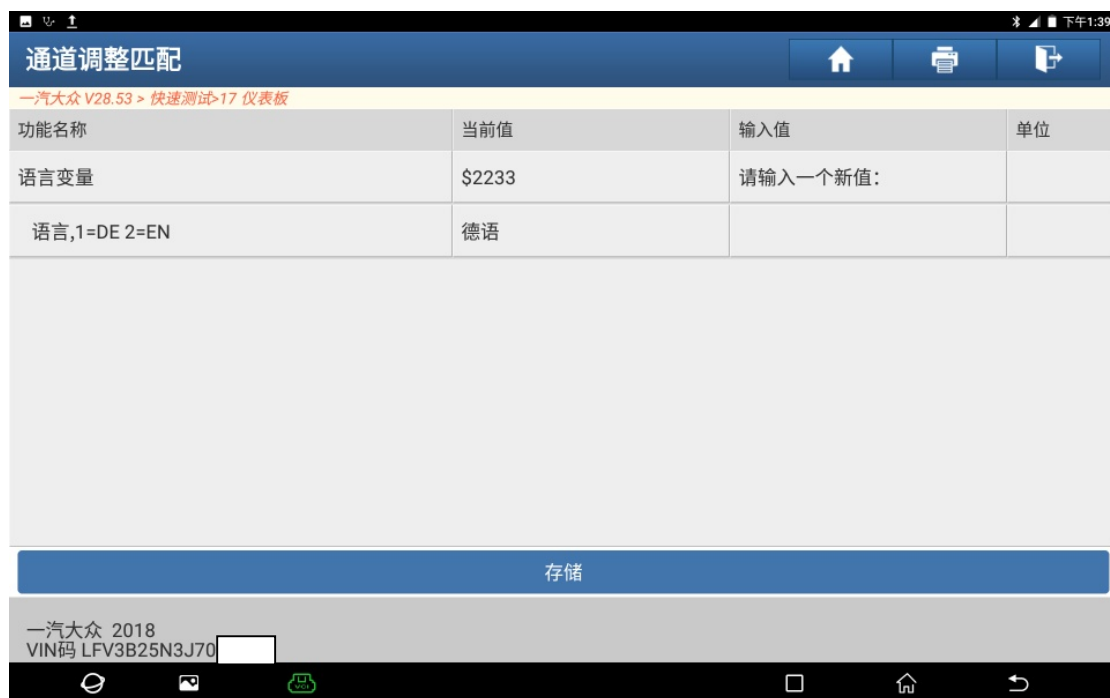 下午1:39
通道调整匹配
一汽大众 V28.53 > 快速测试>17 仪表板
功能名称 当前值 输入值 单位
语言变量 $2233 请输入一个新值：
语言,1=DE 2=EN 德语
存储
一汽大众 2018
VIN码 LFV3B25N3J70
VCI